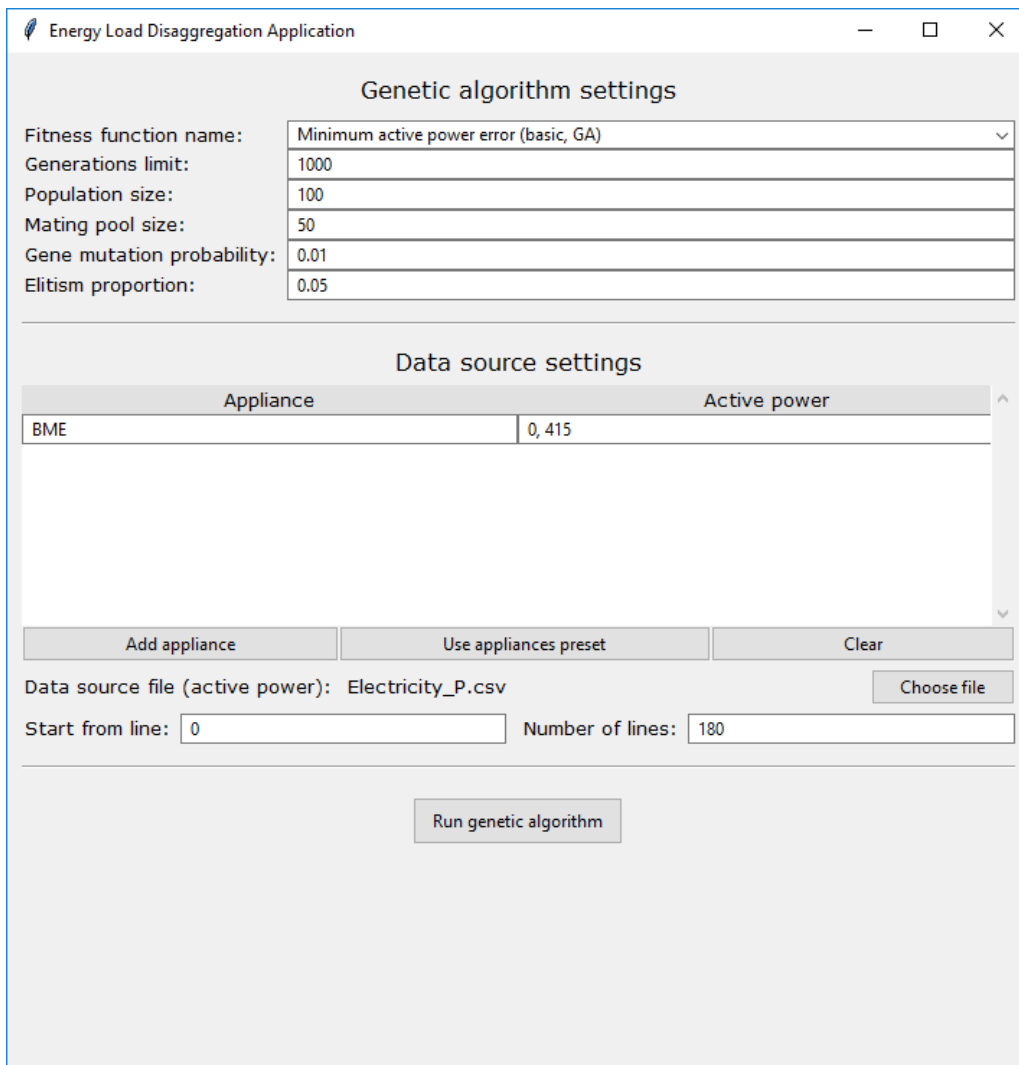 Energy Load Disaggregation Application
Genetic algorithm settings
Fitness function name: Minimum active power error (basic, GA)
Generations limit: 1000
Population size: 100
Mating pool size: 50
Gene mutation probability: 0.01
Elitism proportion: 0.05
Data source settings
Appliance Active power
BME 0, 415
Add appliance Use appliances preset Clear
Data source file (active power): Electricity_P.csv Choose file
Start from line: 0 Number of lines: 180
Run genetic algorithm